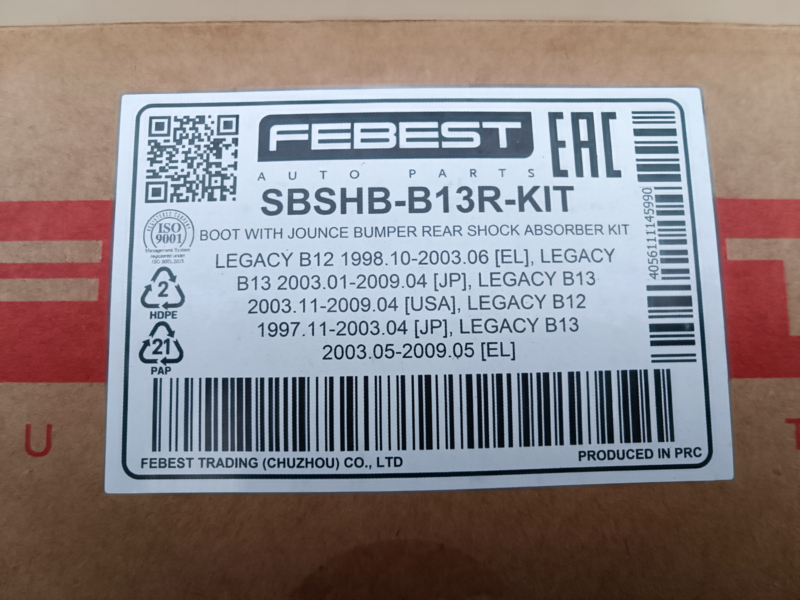 FEBEST
AUTO PARTS
EAC
SBSHB-B13R-KIT
BOOT WITH JOUNCE BUMPER REAR SHOCK ABSORBER KIT
LEGACY B12 1998.10-2003.06 [EL], LEGACY
B13 2003.01-2009.04 [JP], LEGACY B13
2003.11-2009.04 [USA], LEGACY B12
1997.11-2003.04 [JP], LEGACY B13
2003.05-2009.05 [EL]
ISO
9001
Management System
2
HDPE
21
PAP
4056111145990
FEBEST TRADING (CHUZHOU) CO., LTD
PRODUCED IN PRC
U
T